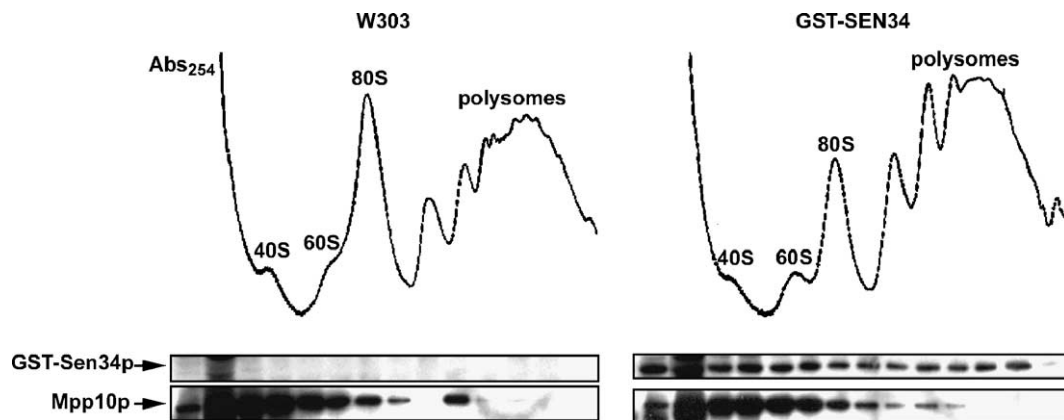 W303
GST-SEN34
Abs254
80S
polysomes
40S
60S
polysomes
80S
40S
60S
GST-Sen34p
Mpp10p